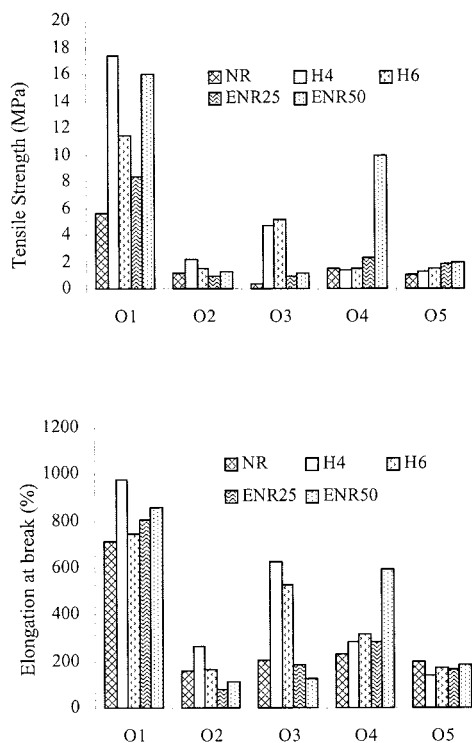 20
18
16
14
12
10
8
6
4
2
0
Tensile Strength (MPa)
NR H4 H6
ENR25 ENR50
O1 O2 O3 O4 O5
1200
1000
800
600
400
200
0
Elongation at break (%)
NR H4 H6
ENR25 ENR50
O1 O2 O3 O4 O5